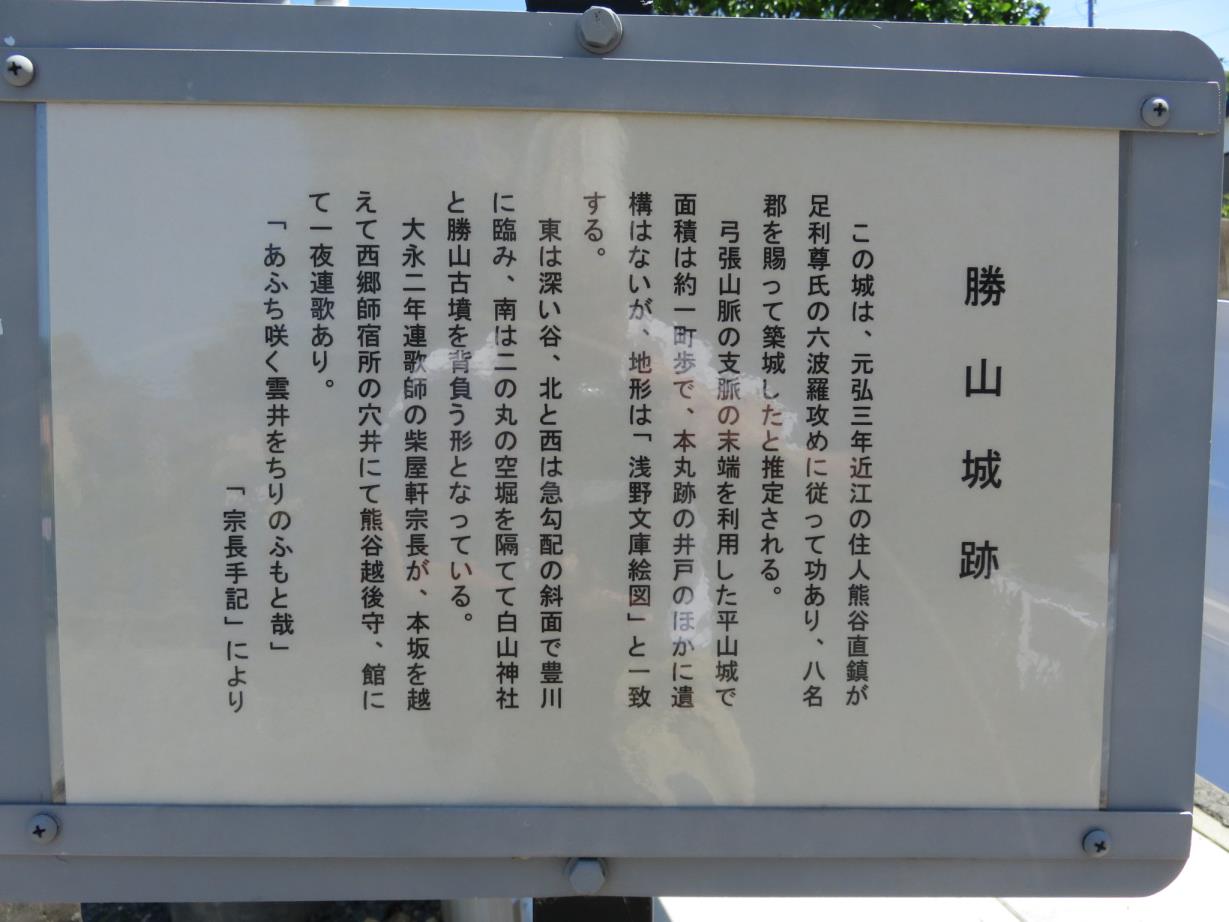 勝山城跡
この城は、元弘三年近江の住人熊谷直鎮が
足利尊氏の六波羅攻めに従って功あり、八名
郡を賜って築城したと推定される。
弓張山脈の支脈の末端を利用した平山城で
面積は約一町歩で、本丸跡の井戸のほかに遺
構はないが、地形は「浅野文庫絵図」と一致
する。
東は深い谷、北と西は急勾配の斜面で豊川
に臨み、南は二の丸の空堀を隔てて白山神社
と勝山古墳を背負う形となっている。
大永二年連歌師の柴屋軒宗長が、本坂を越
えて西郷師宿所の穴井にて熊谷越後守、館に
て一夜連歌あり。
「あふち咲く雲井をちりのふもと哉」
「宗長手記」により